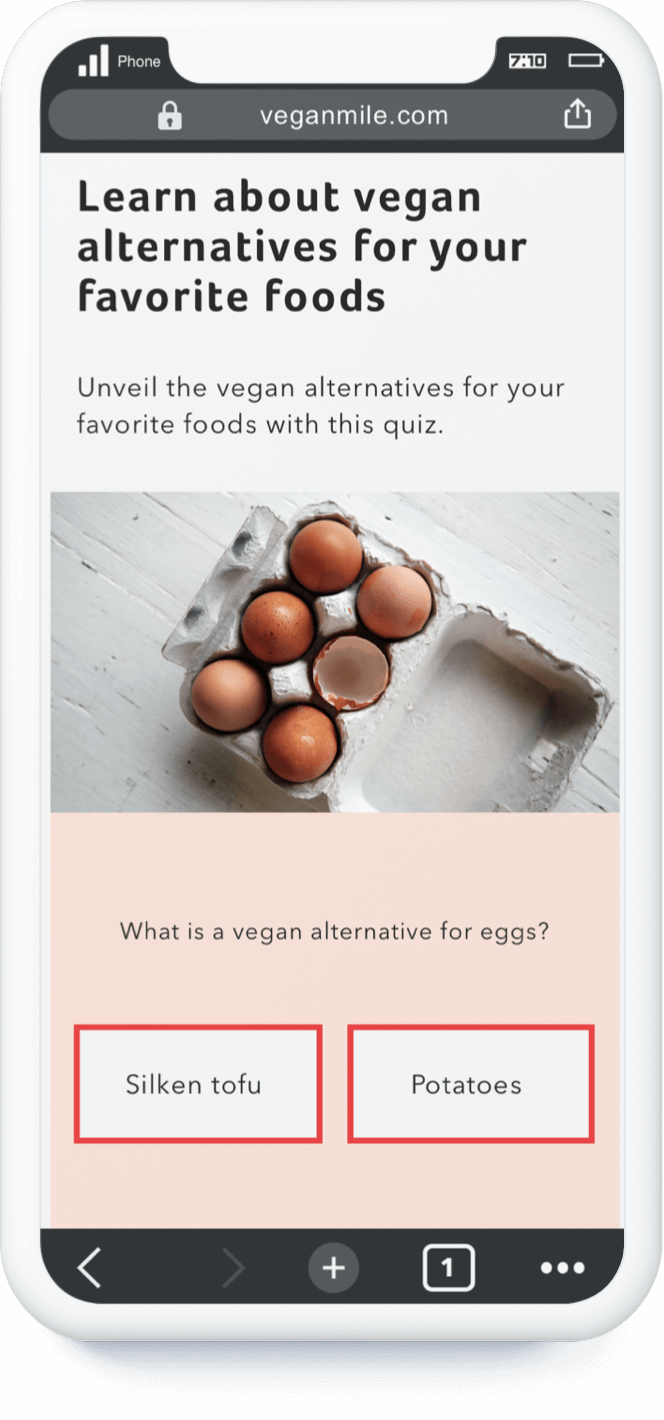 Phone
7:10
veganmile.com
Learn about vegan
alternatives for your
favorite foods
Unveil the vegan alternatives for your
favorite foods with this quiz.
What is a vegan alternative for eggs?
Silken tofu
Potatoes
1